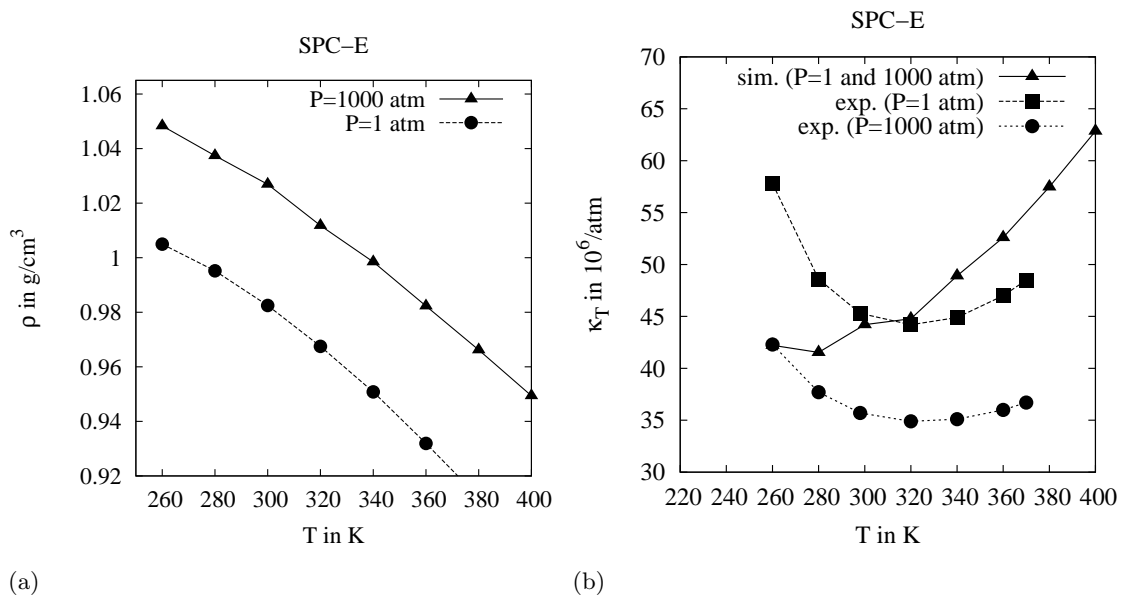 SPC–E
P=1000 atm
P=1 atm
1.06
1.04
1.02
1
0.98
0.96
0.94
0.92
ρ in g/cm³
260 280 300 320 340 360 380 400
T in K
(a)
SPC–E
sim. (P=1 and 1000 atm)
exp. (P=1 atm)
exp. (P=1000 atm)
70
65
60
55
50
45
40
35
30
κT in 10⁶/atm
220 240 260 280 300 320 340 360 380 400
T in K
(b)